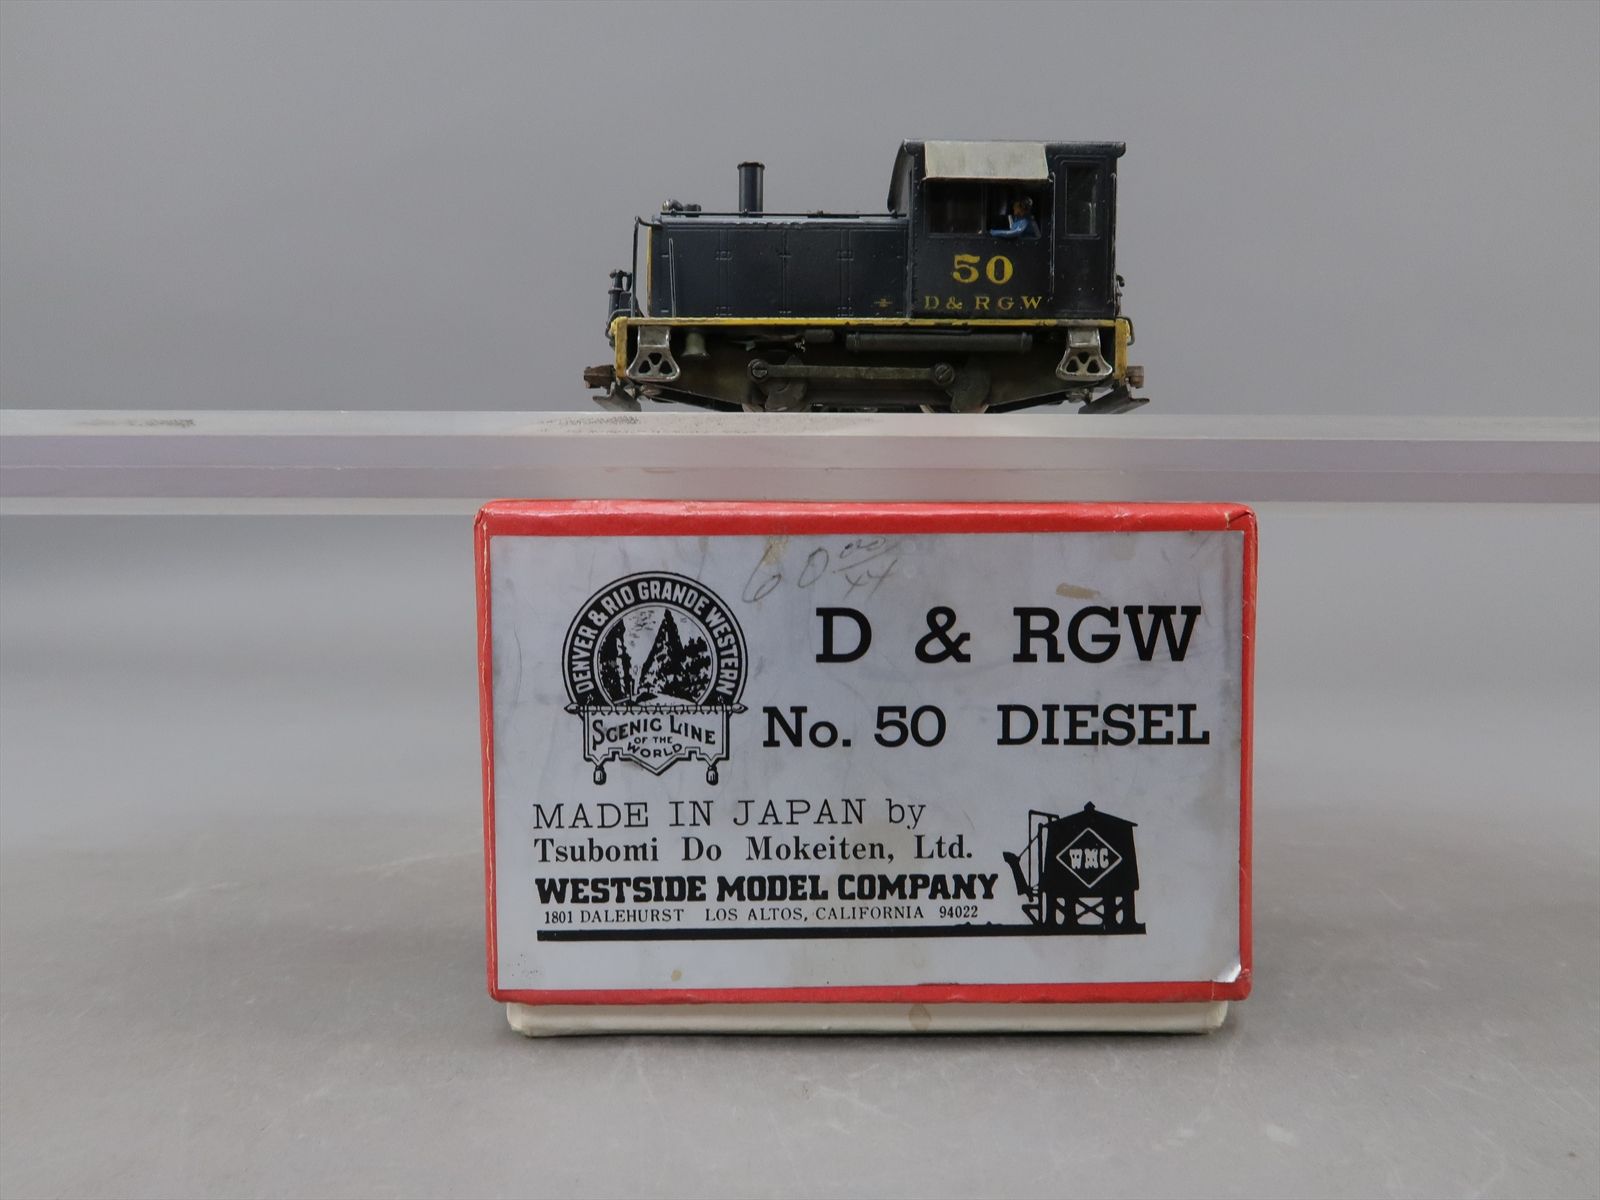 50
D & RGW
60 00/44
DENVER & RIO GRANDE WESTERN
SCENIC LINE
OF THE
WORLD
D & RGW
No. 50 DIESEL
MADE IN JAPAN by
Tsubomi Do Mokeiten, Ltd.
WESTSIDE MODEL COMPANY
1801 DALEHURST LOS ALTOS, CALIFORNIA 94022
WMC